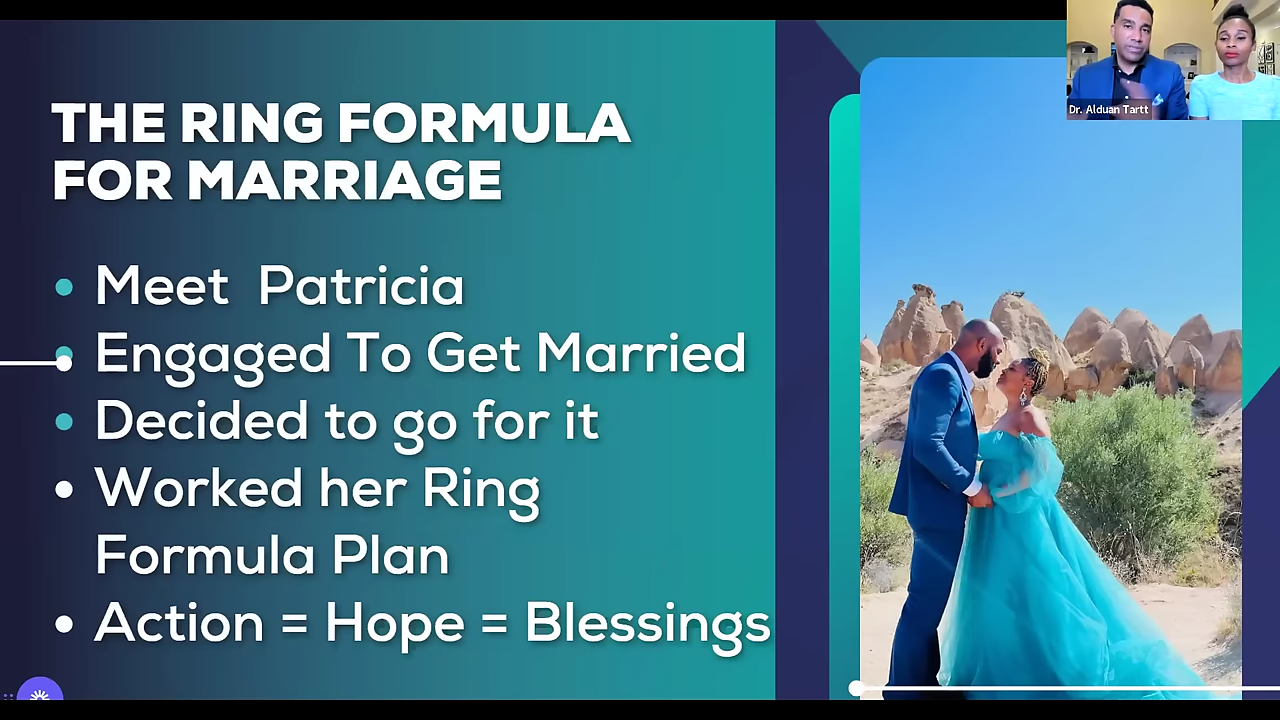 Dr. Alduan Tartt
THE RING FORMULA
FOR MARRIAGE
Meet Patricia
Engaged To Get Married
Decided to go for it
Worked her Ring
Formula Plan
Action = Hope = Blessings